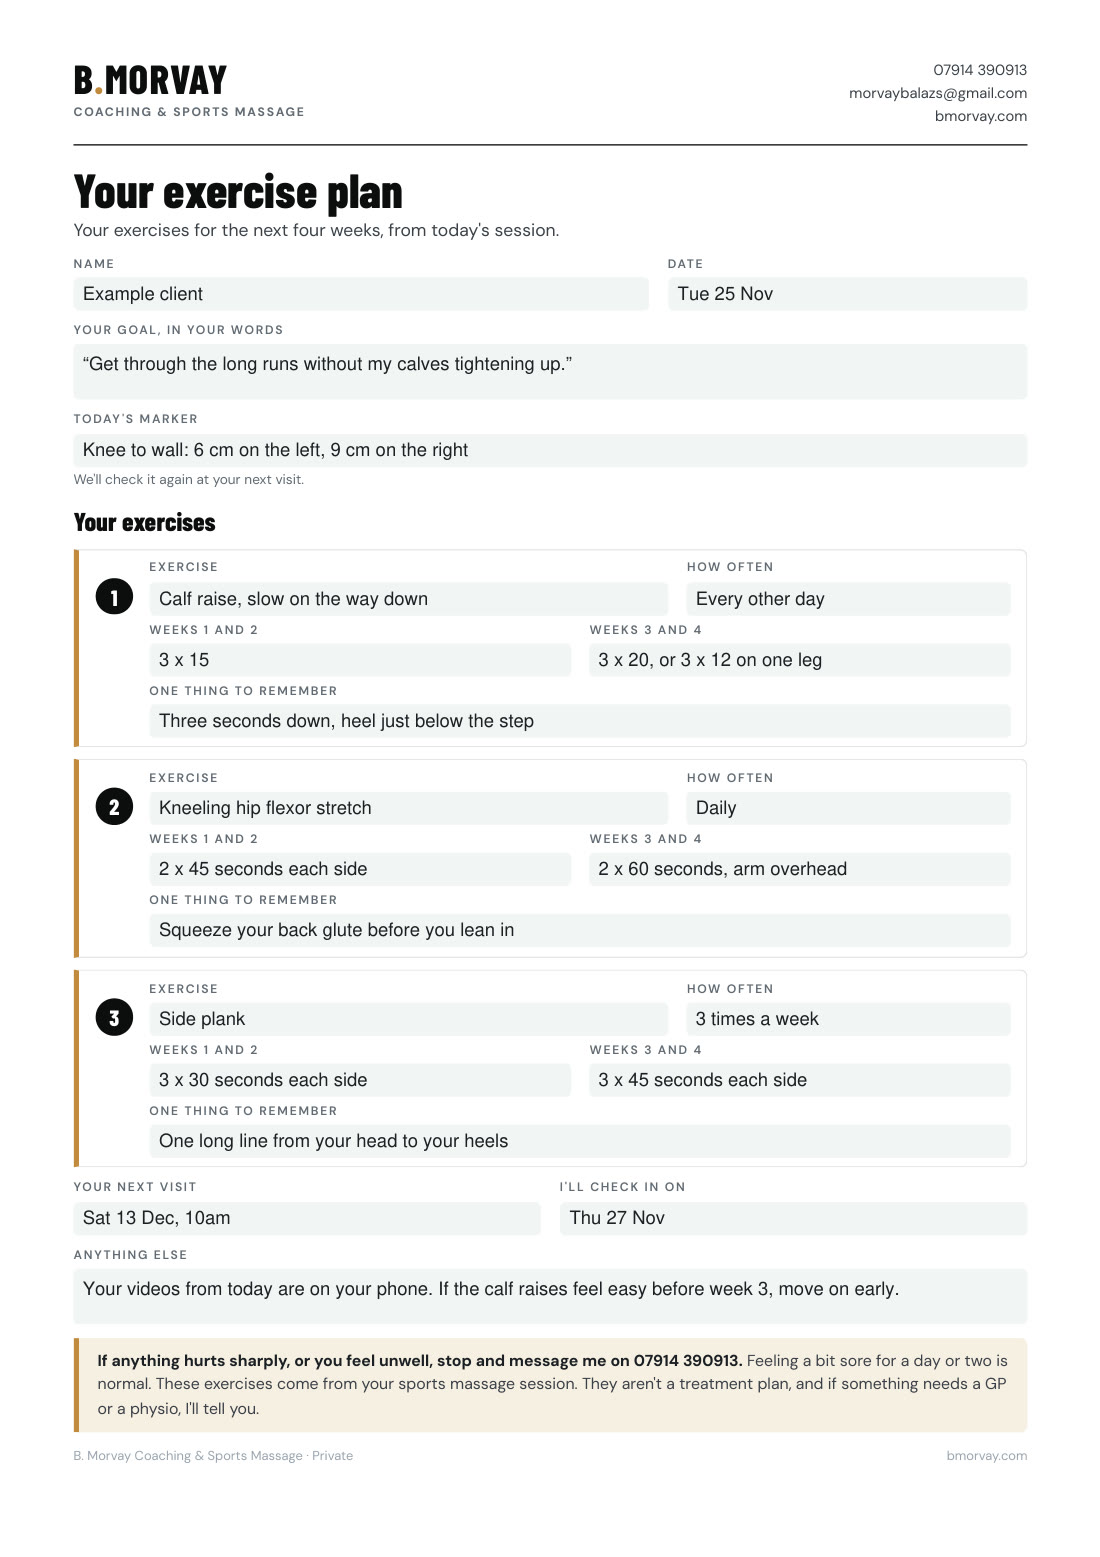 B.MORVAY
COACHING & SPORTS MASSAGE
07914 390913
morvaybalazs@gmail.com
bmorvay.com
Your exercise plan
Your exercises for the next four weeks, from today's session.
NAME
DATE
Example client
Tue 25 Nov
YOUR GOAL, IN YOUR WORDS
“Get through the long runs without my calves tightening up.”
TODAY'S MARKER
Knee to wall: 6 cm on the left, 9 cm on the right
We'll check it again at your next visit.
Your exercises
1
EXERCISE
HOW OFTEN
Calf raise, slow on the way down
Every other day
WEEKS 1 AND 2
WEEKS 3 AND 4
3 x 15
3 x 20, or 3 x 12 on one leg
ONE THING TO REMEMBER
Three seconds down, heel just below the step
2
EXERCISE
HOW OFTEN
Kneeling hip flexor stretch
Daily
WEEKS 1 AND 2
WEEKS 3 AND 4
2 x 45 seconds each side
2 x 60 seconds, arm overhead
ONE THING TO REMEMBER
Squeeze your back glute before you lean in
3
EXERCISE
HOW OFTEN
Side plank
3 times a week
WEEKS 1 AND 2
WEEKS 3 AND 4
3 x 30 seconds each side
3 x 45 seconds each side
ONE THING TO REMEMBER
One long line from your head to your heels
YOUR NEXT VISIT
I'LL CHECK IN ON
Sat 13 Dec, 10am
Thu 27 Nov
ANYTHING ELSE
Your videos from today are on your phone. If the calf raises feel easy before week 3, move on early.
If anything hurts sharply, or you feel unwell, stop and message me on 07914 390913. Feeling a bit sore for a day or two is
normal. These exercises come from your sports massage session. They aren't a treatment plan, and if something needs a GP
or a physio, I'll tell you.
B. Morvay Coaching & Sports Massage · Private
bmorvay.com